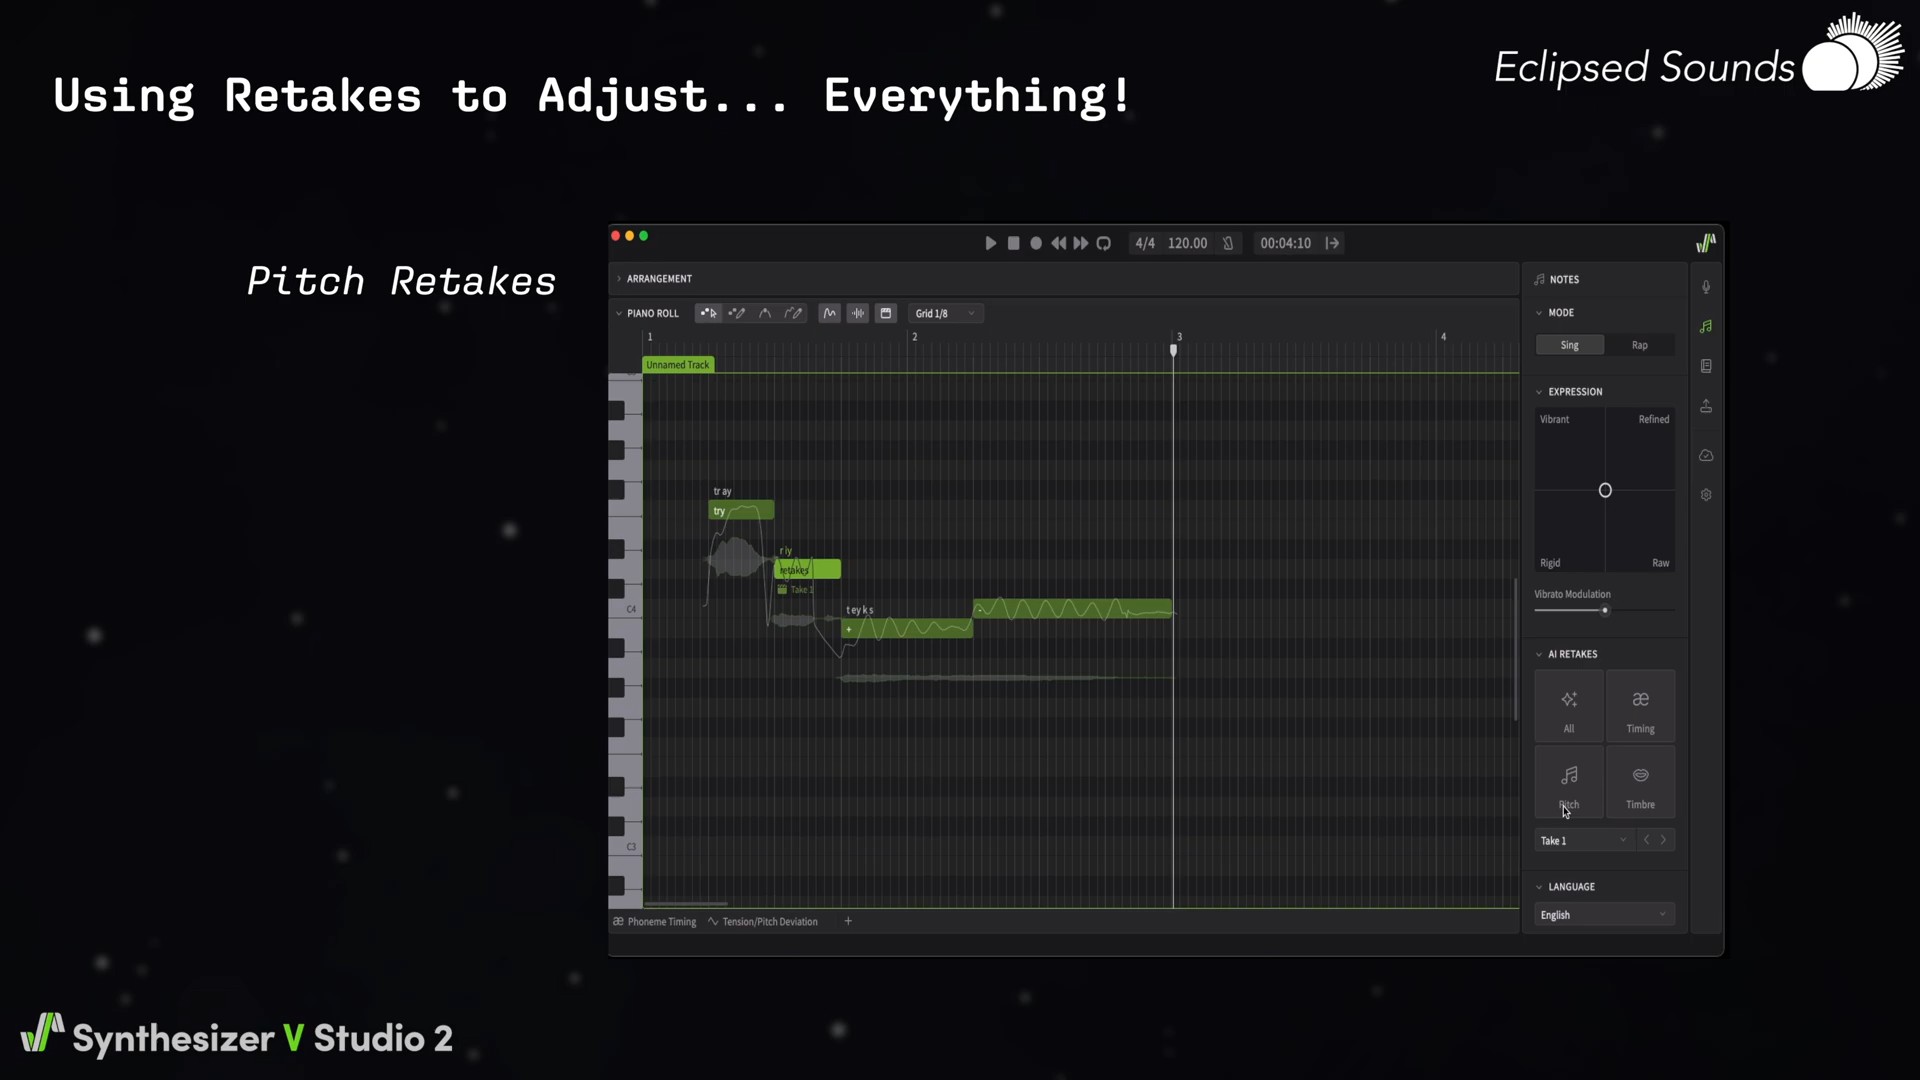 Using Retakes to Adjust... Everything!
Eclipsed Sounds
Pitch Retakes
4/4 120.00
00:04:10
ARRANGEMENT
PIANO ROLL
Grid 1/8
1 2 3 4
Unnamed Track
tr ay
try
r iy
retakes
Take 1
t ey k s
+
-
C4
C3
æ Phoneme Timing
Tension/Pitch Deviation
+
NOTES
MODE
Sing Rap
EXPRESSION
Vibrant Refined
Rigid Raw
Vibrato Modulation
AI RETAKES
æ
All Timing
Pitch Timbre
Take 1
LANGUAGE
English
Synthesizer V Studio 2